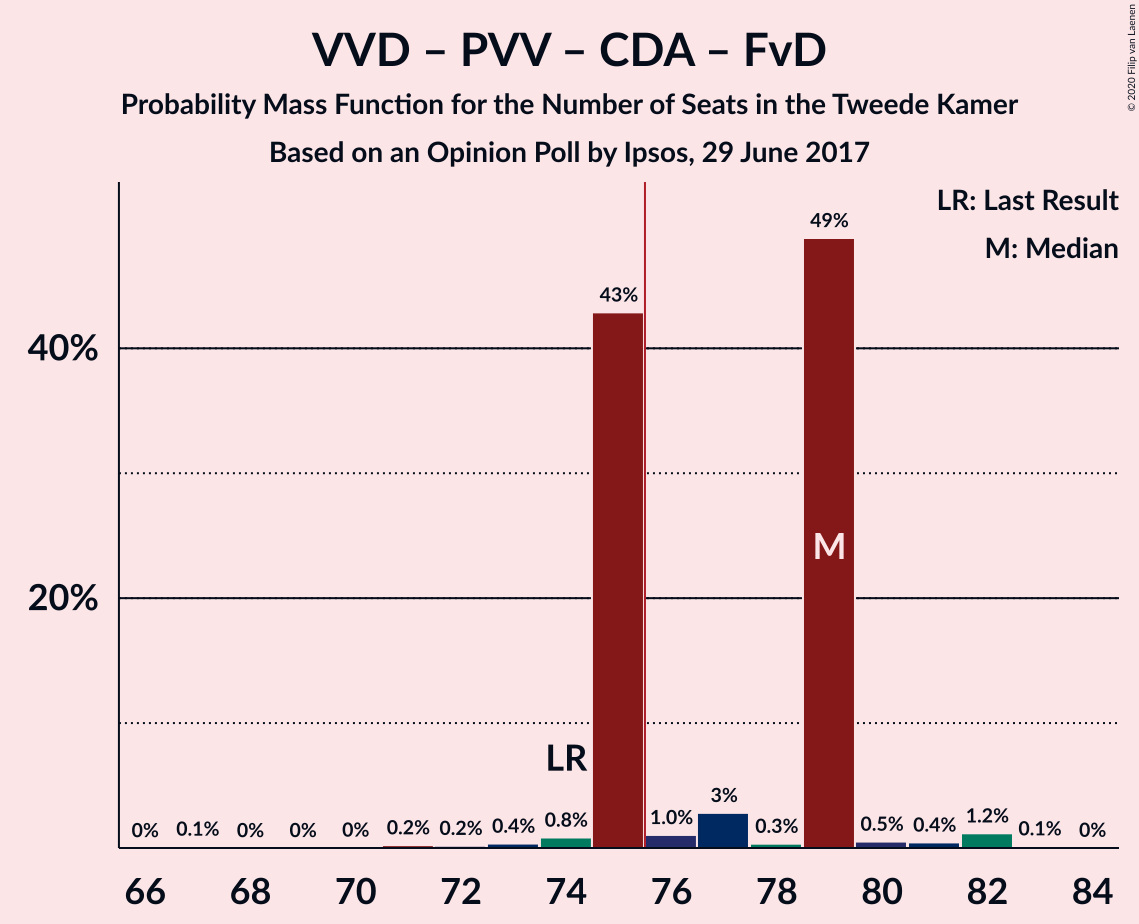 VVD – PVV – CDA – FvD
Probability Mass Function for the Number of Seats in the Tweede Kamer
Based on an Opinion Poll by Ipsos, 29 June 2017
© 2020 Filip van Laenen
LR: Last Result
M: Median
49%
43%
40%
M
20%
LR
0% 0.1% 0% 0% 0% 0.2% 0.2% 0.4% 0.8% 1.0% 3% 0.3% 0.5% 0.4% 1.2% 0.1% 0%
66 68 70 72 74 76 78 80 82 84